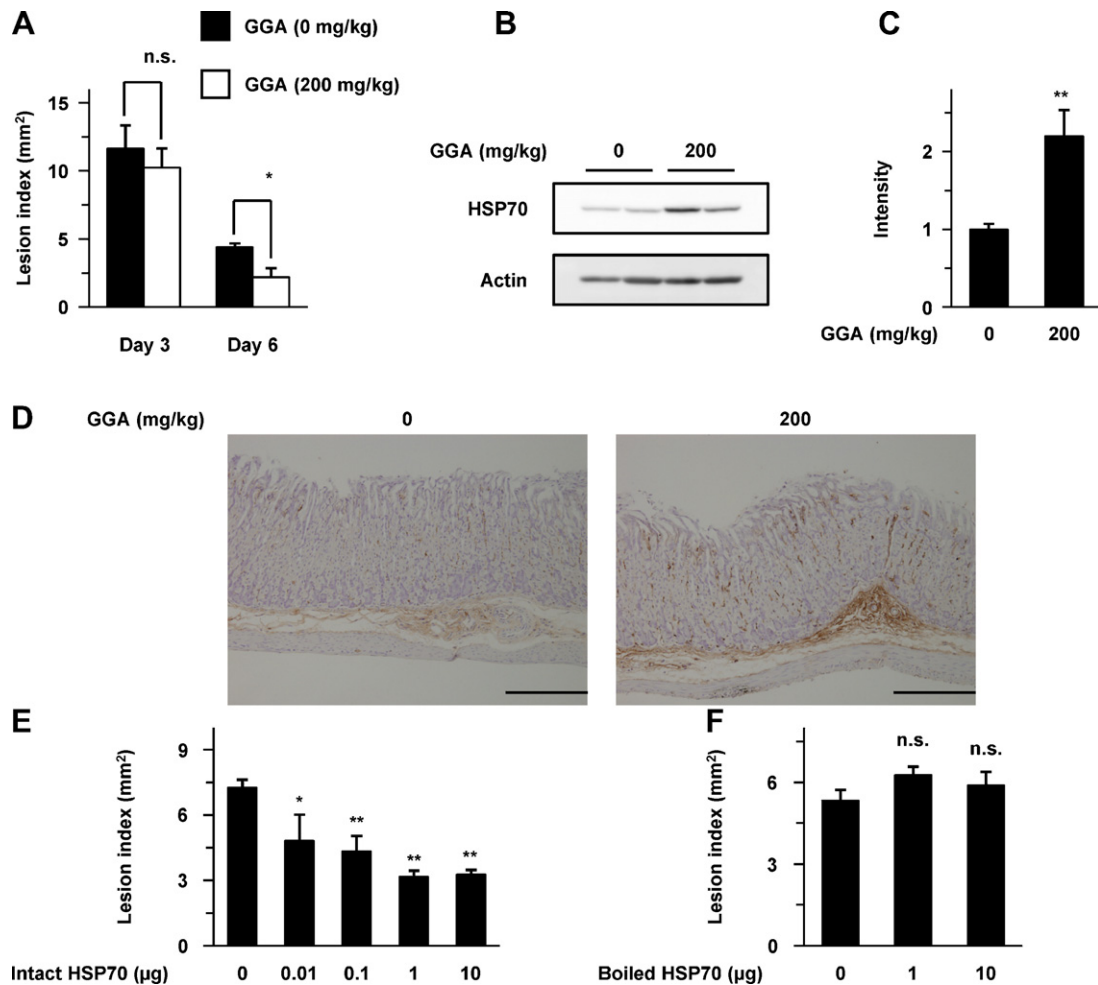 A
GGA (0 mg/kg)
GGA (200 mg/kg)
n.s.
*
Lesion index (mm²)
15
10
5
0
Day 3 Day 6
B
GGA (mg/kg) 0 200
HSP70
Actin
C
**
Intensity
2
1
0
GGA (mg/kg) 0 200
D
GGA (mg/kg) 0 200
E
Lesion index (mm²)
9
6
3
0
* ** ** **
Intact HSP70 (µg) 0 0.01 0.1 1 10
F
Lesion index (mm²)
6
3
0
n.s. n.s.
Boiled HSP70 (µg) 0 1 10